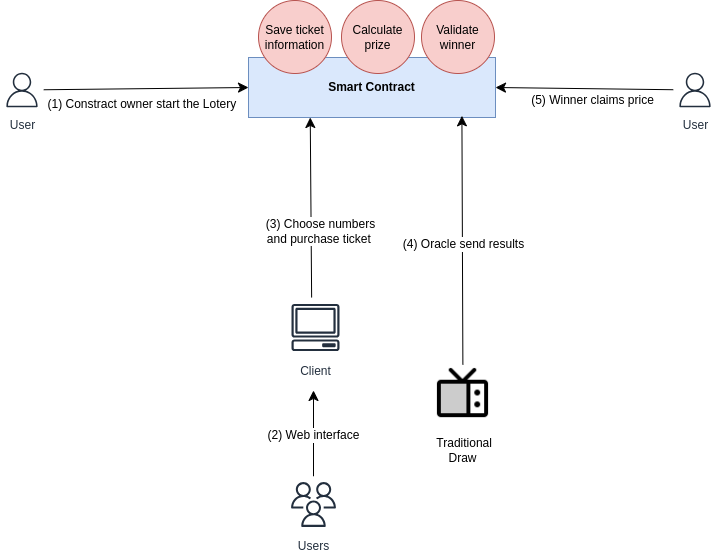 Save ticket
information
Calculate
prize
Validate
winner
Smart Contract
(1) Constract owner start the Lotery
(5) Winner claims price
User
User
(3) Choose numbers
and purchase ticket
(4) Oracle send results
Client
(2) Web interface
Traditional
Draw
Users